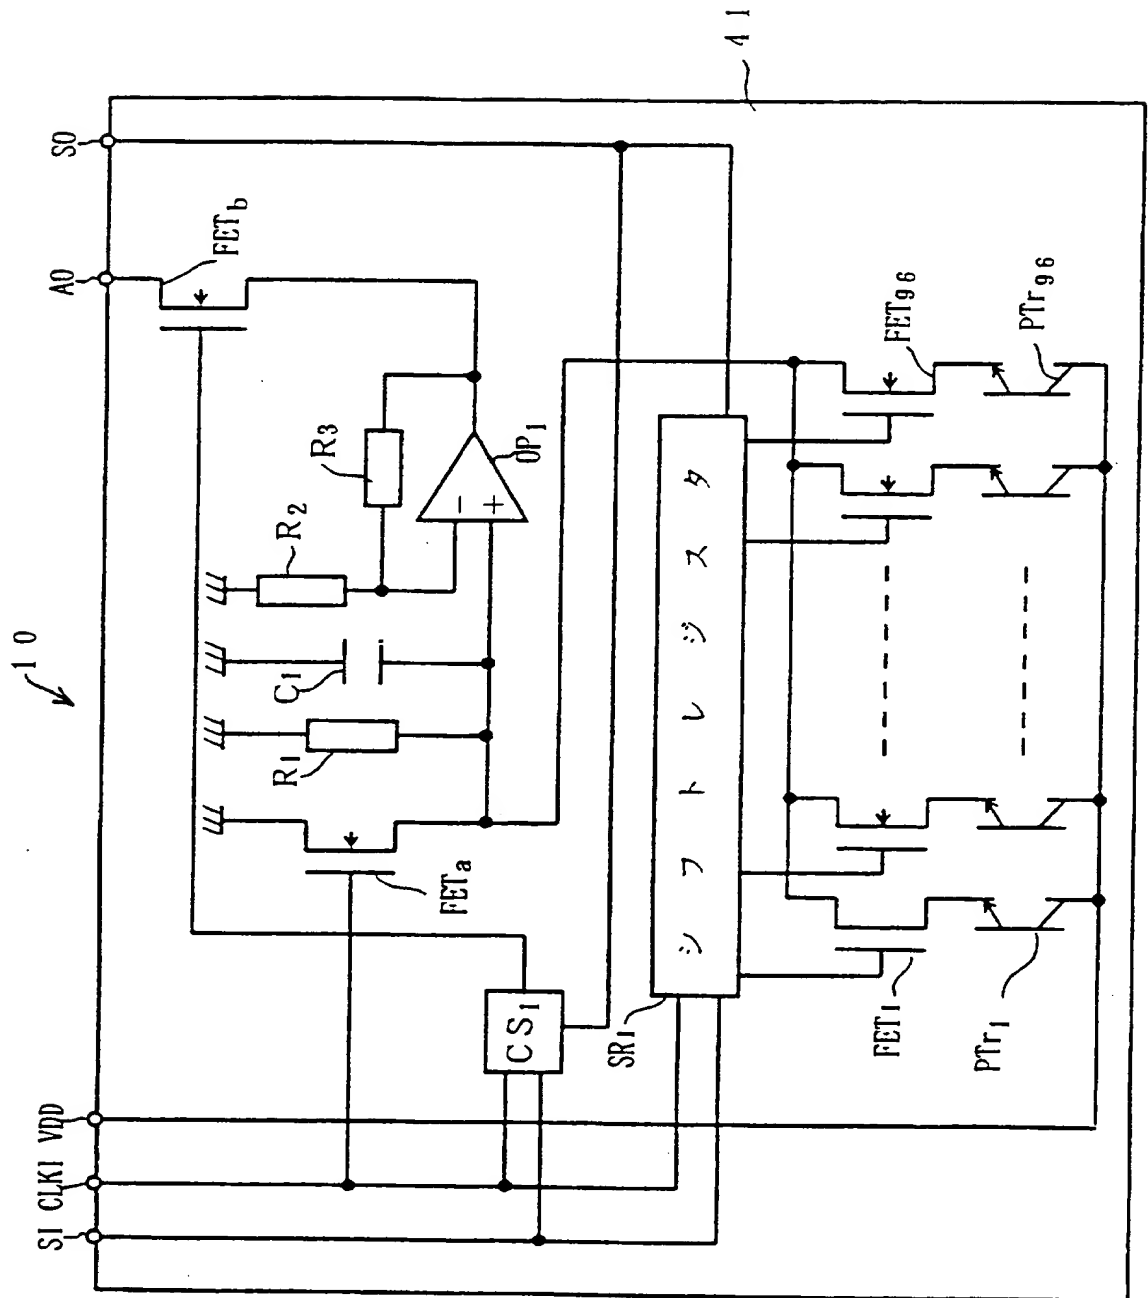 10
41
SI
CLK1
VDD
AO
SO
FETb
FETa
R1
C1
R2
R3
OP1
CS1
SR1
シフトレジスタ
FET1
PTr1
FET96
PTr96